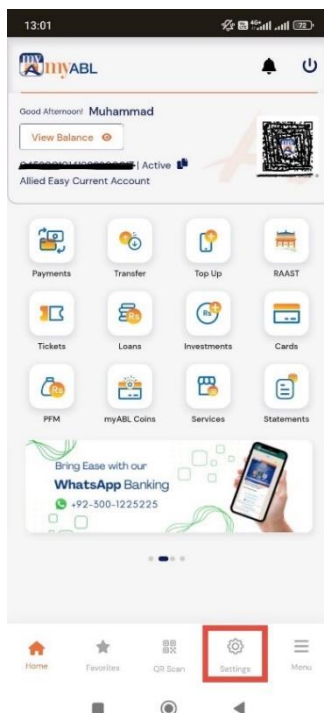 13:01
72
my myABL
Good Afternoon! Muhammad
View Balance
| Active
Allied Easy Current Account
Payments Transfer Top Up RAAST
Tickets Loans Investments Cards
PFM myABL Coins Services Statements
Bring Ease with our
WhatsApp Banking
+92-300-1225225
Home Favorites QR Scan Settings Menu